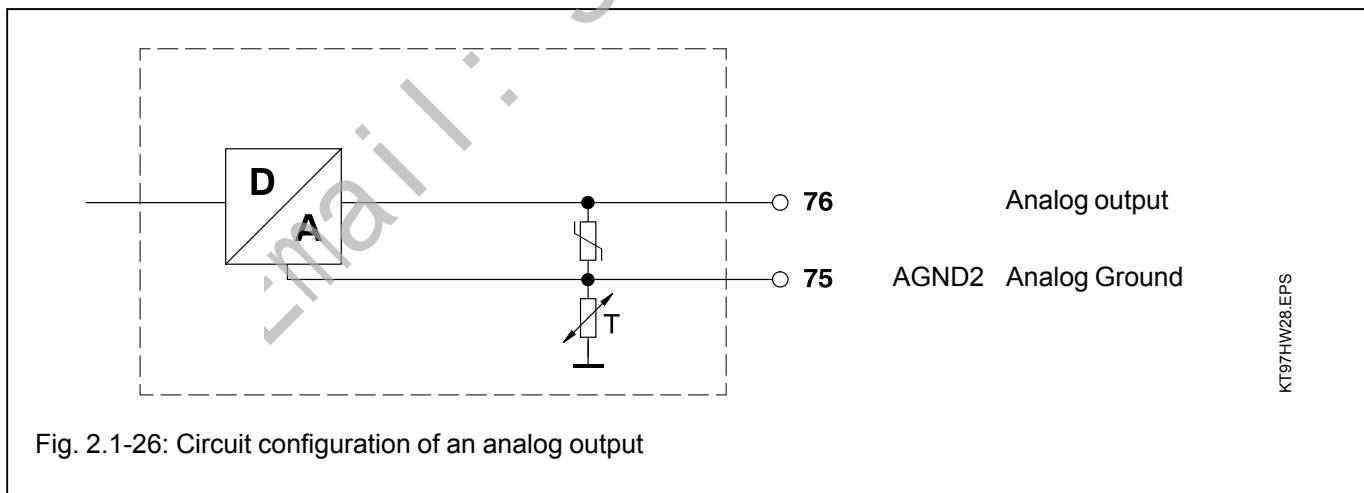 Email:
D
A
76 Analog output
75 AGND2 Analog Ground
T
KT97HW28.EPS
Fig. 2.1-26: Circuit configuration of an analog output